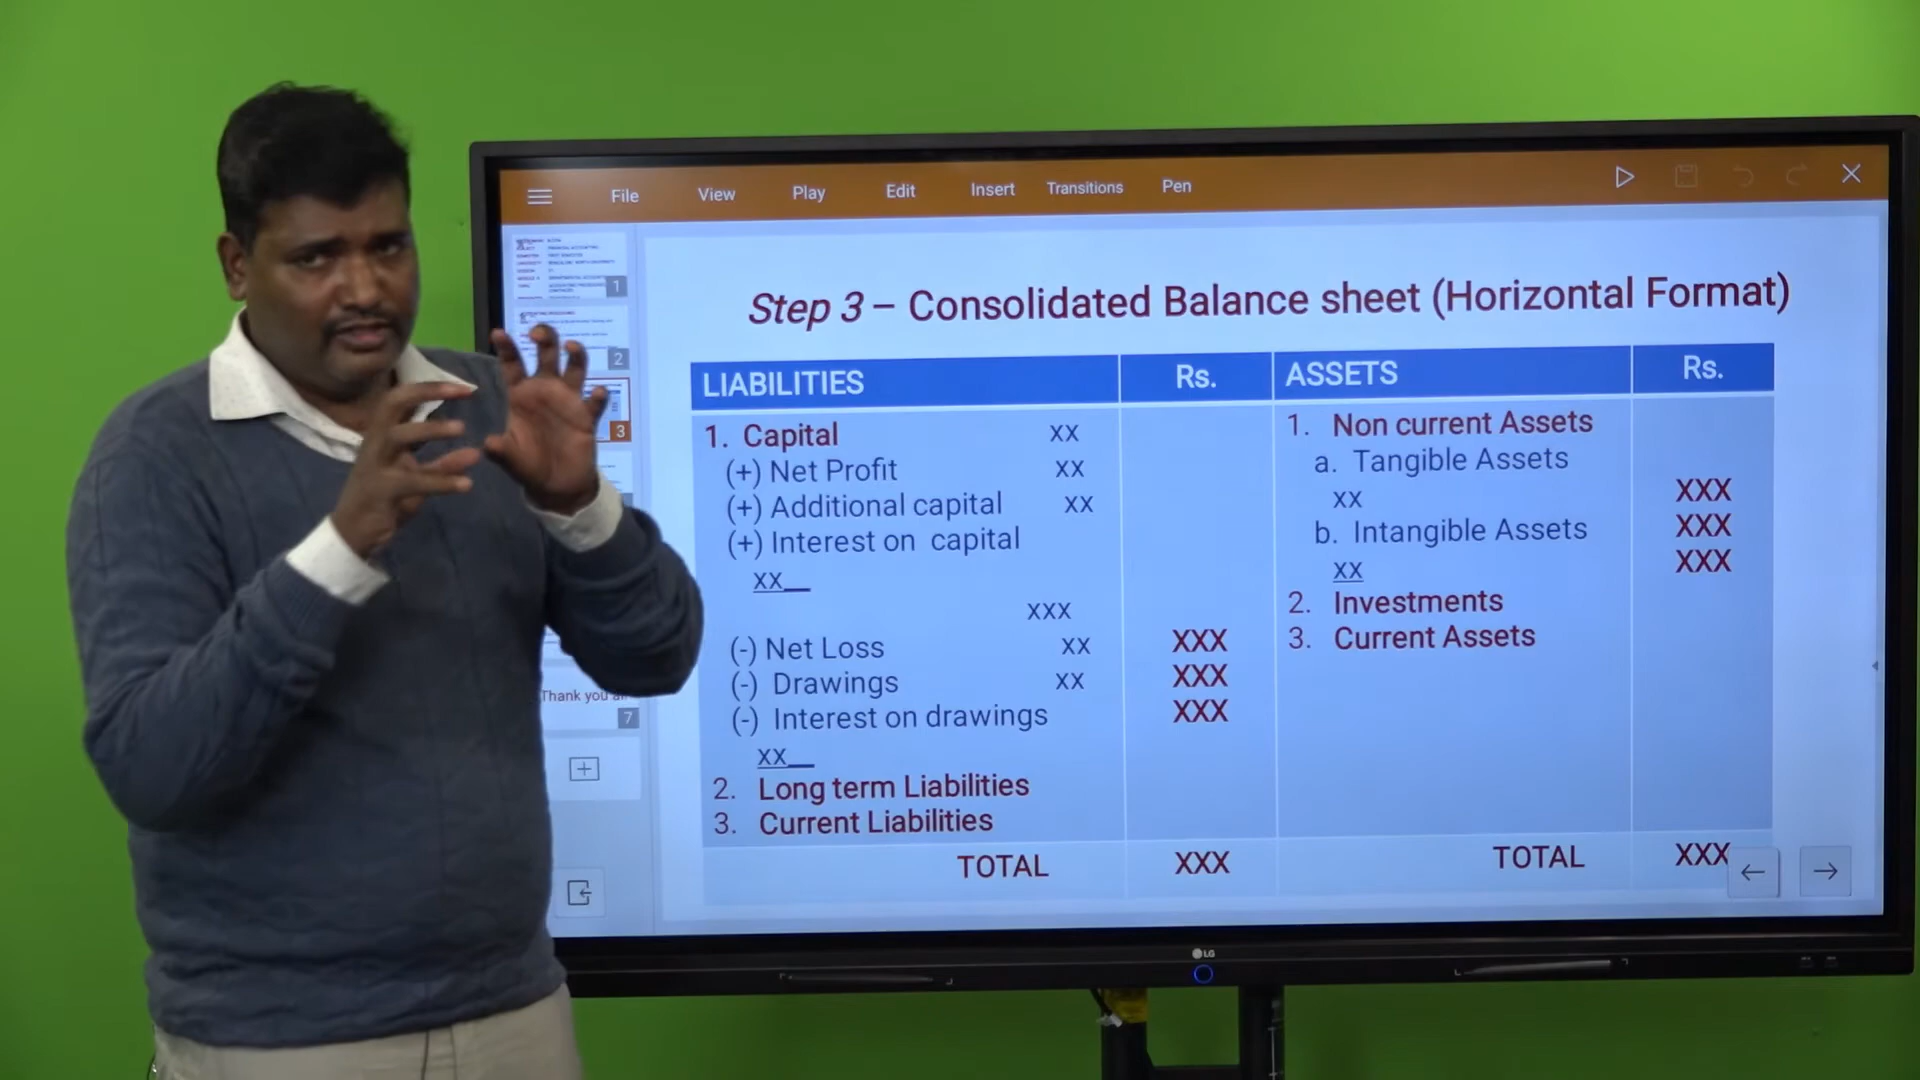 File View Play Edit Insert Transitions Pen
1
2
3
Thank you
7
Step 3 – Consolidated Balance sheet (Horizontal Format)
LIABILITIES Rs. ASSETS Rs.
1. Capital xx
(+) Net Profit xx
(+) Additional capital xx
(+) Interest on capital
xx__
xxx
(-) Net Loss xx XXX
(-) Drawings xx XXX
(-) Interest on drawings XXX
xx__
2. Long term Liabilities
3. Current Liabilities
TOTAL XXX
1. Non current Assets
a. Tangible Assets
xx XXX
b. Intangible Assets XXX
xx XXX
2. Investments
3. Current Assets
TOTAL XXX
LG